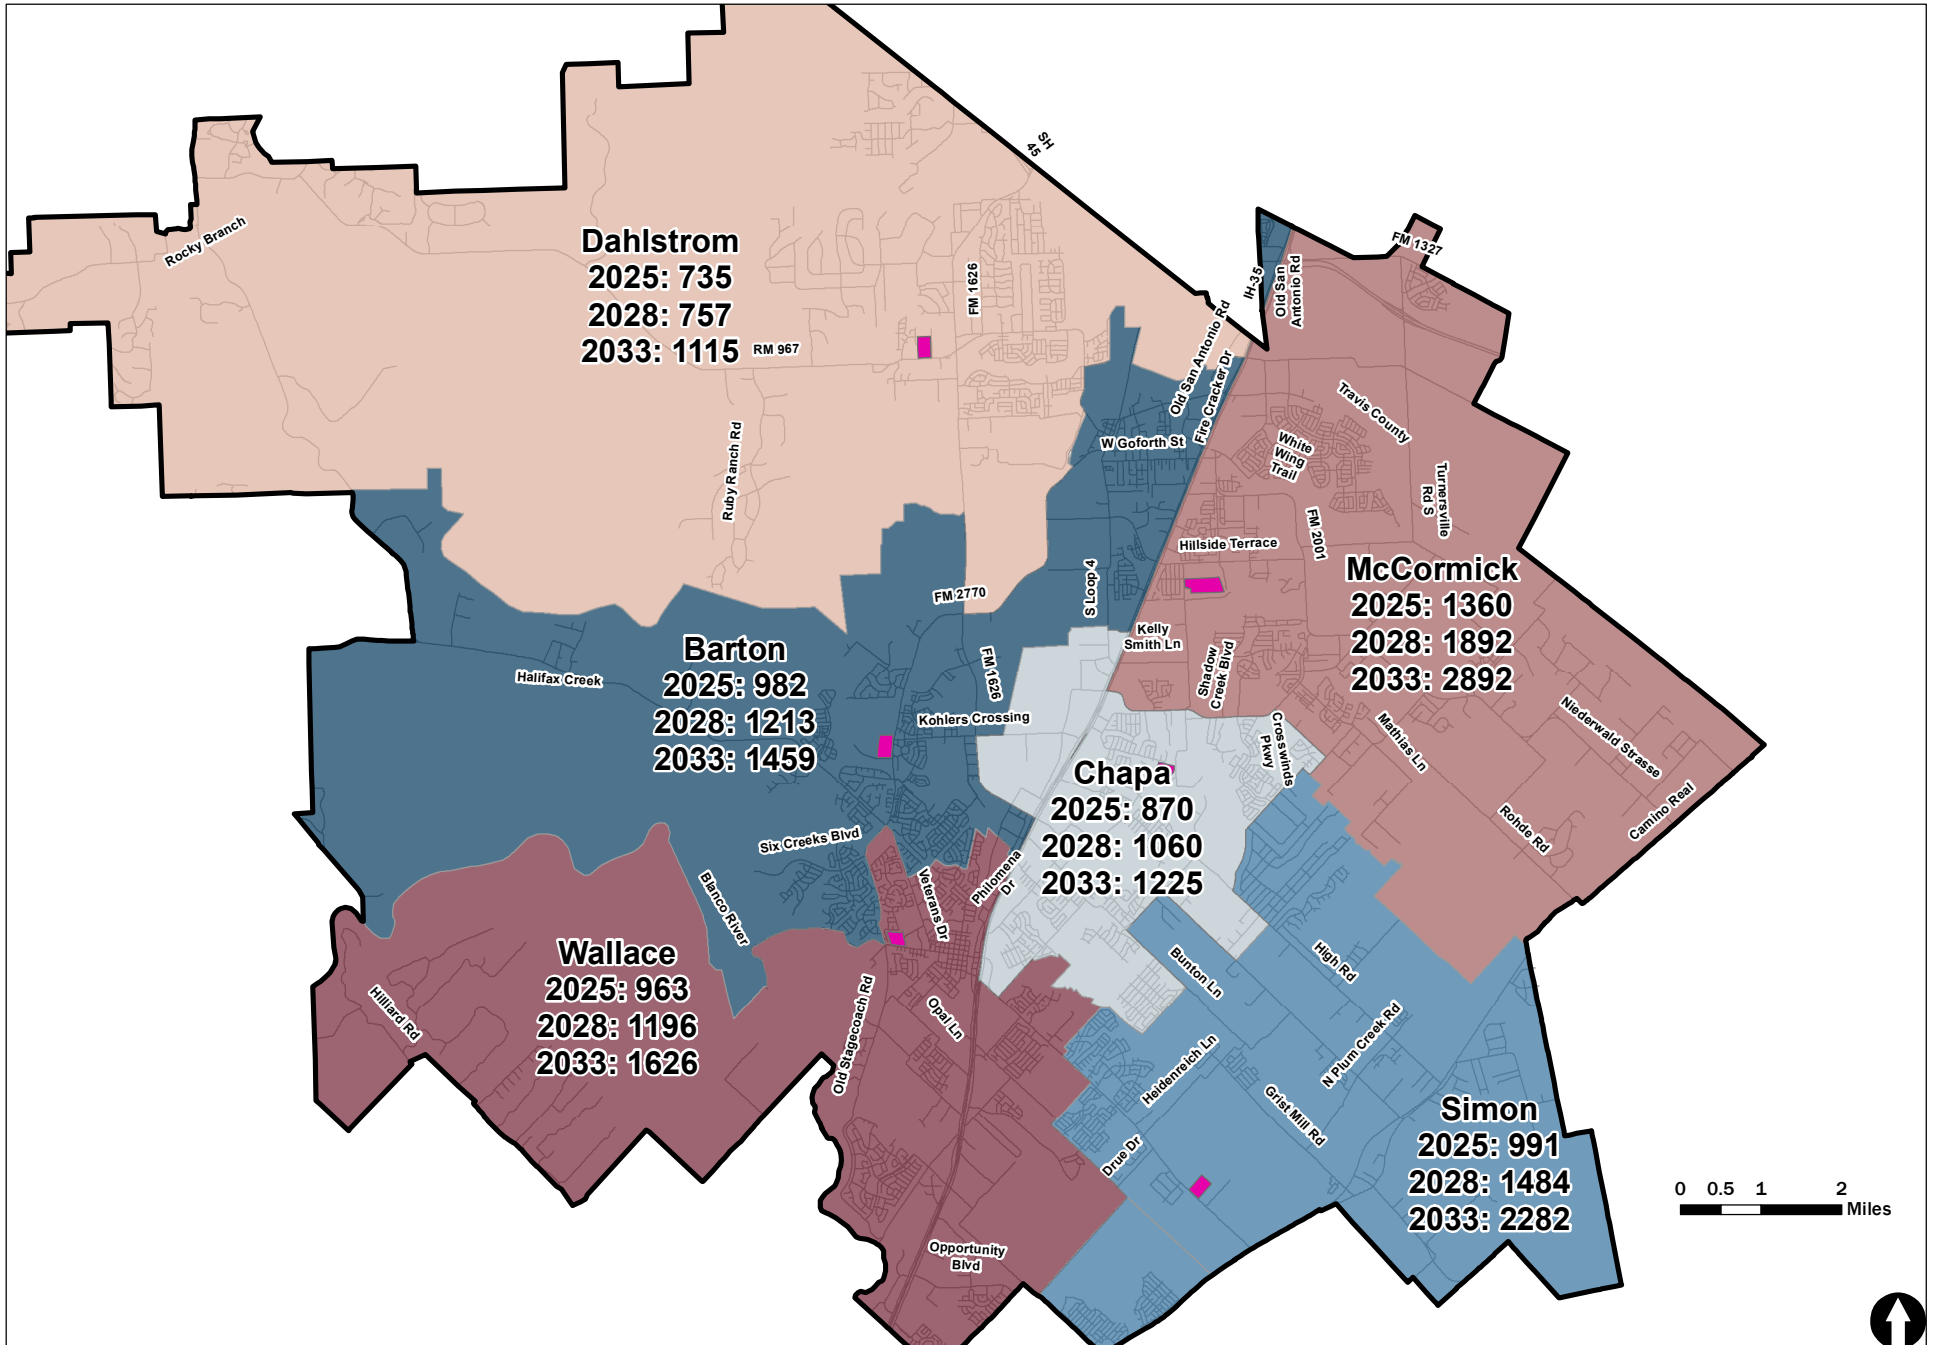 SH
45
Rocky Branch
FM 1327
Dahlstrom
2025: 735
2028: 757
2033: 1115
RM 967
FM 1626
IH-35
Old San
Antonio Rd
Old San Antonio Rd
Fire Cracker Dr
Travis County
W Goforth St
White
Wing
Trail
Ruby Ranch Rd
Turnersville
Rd S
FM 2001
Hillside Terrace
McCormick
2025: 1360
2028: 1892
2033: 2892
FM 2770
S Loop 4
Kelly
Smith Ln
Shadow
Creek Blvd
Barton
2025: 982
2028: 1213
2033: 1459
Halifax Creek
FM 1626
Kohlers Crossing
Crosswinds
Pkwy
Mathias Ln
Niederwald Strasse
Camino Real
Rohde Rd
Chapa
2025: 870
2028: 1060
2033: 1225
Six Creeks Blvd
Blanco River
Veterans Dr
Philomena
Dr
Wallace
2025: 963
2028: 1196
2033: 1626
Hilliard Rd
Old Stagecoach Rd
Opal Ln
Bunton Ln
High Rd
N Plum Creek Rd
Heidenreich Ln
Grist Mill Rd
Drue Dr
Simon
2025: 991
2028: 1484
2033: 2282
Opportunity
Blvd
0 0.5 1 2
Miles